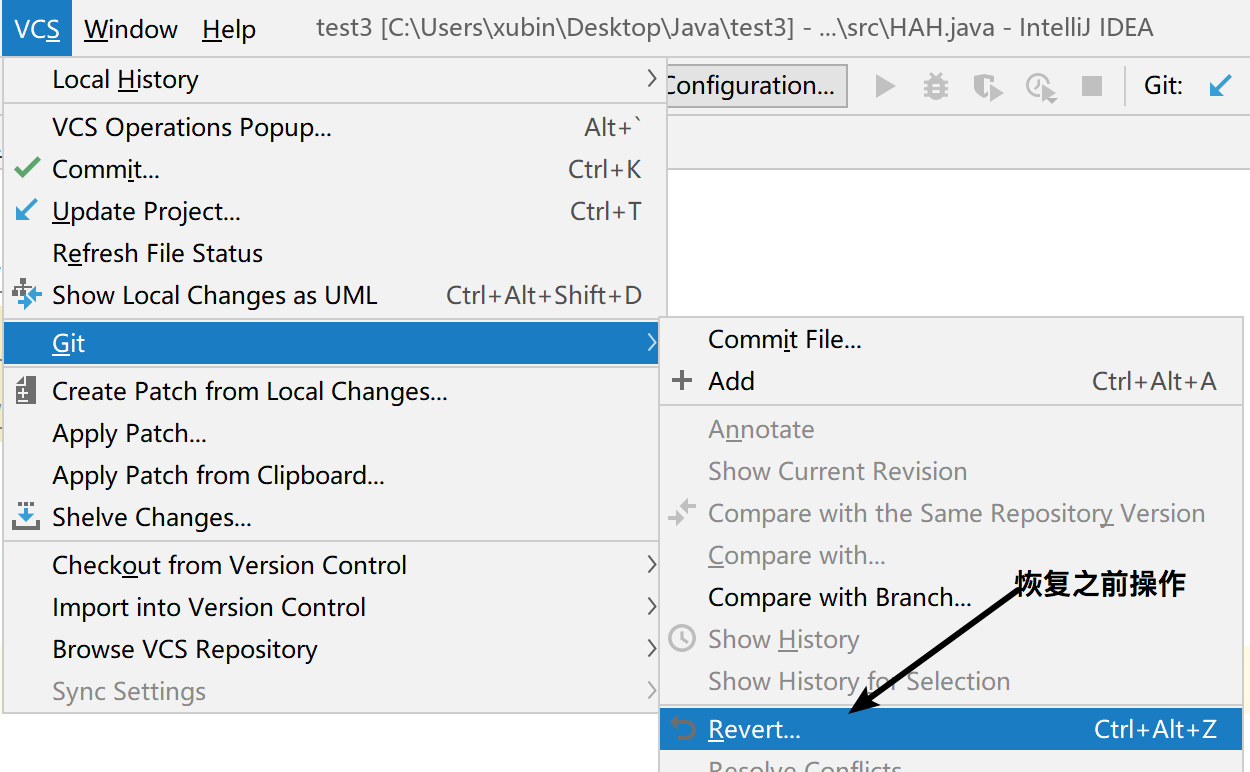 VCS Window Help test3 [C:\Users\xubin\Desktop\Java\test3] - ...\src\HAH.java - IntelliJ IDEA
Local History
Configuration... Git:
VCS Operations Popup... Alt+`
Commit... Ctrl+K
Update Project... Ctrl+T
Refresh File Status
Show Local Changes as UML Ctrl+Alt+Shift+D
Git
Create Patch from Local Changes...
Apply Patch...
Apply Patch from Clipboard...
Shelve Changes...
Checkout from Version Control
Import into Version Control
Browse VCS Repository
Sync Settings
Commit File...
Add Ctrl+Alt+A
Annotate
Show Current Revision
Compare with the Same Repository Version
Compare with...
恢复之前操作
Compare with Branch...
Show History
Show History for Selection
Revert... Ctrl+Alt+Z
Resolve Conflicts